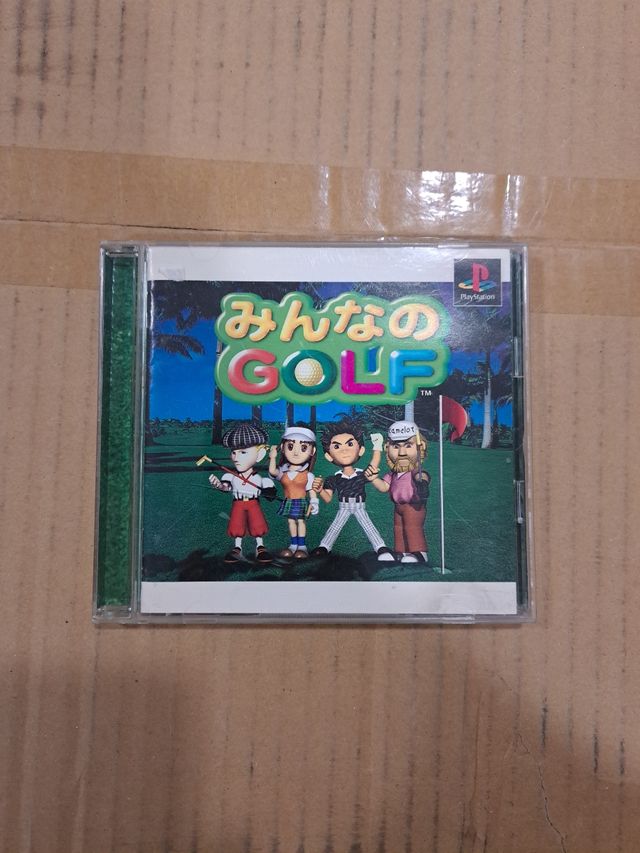 PlayStation
みんなの
GOLF
TM
camelot